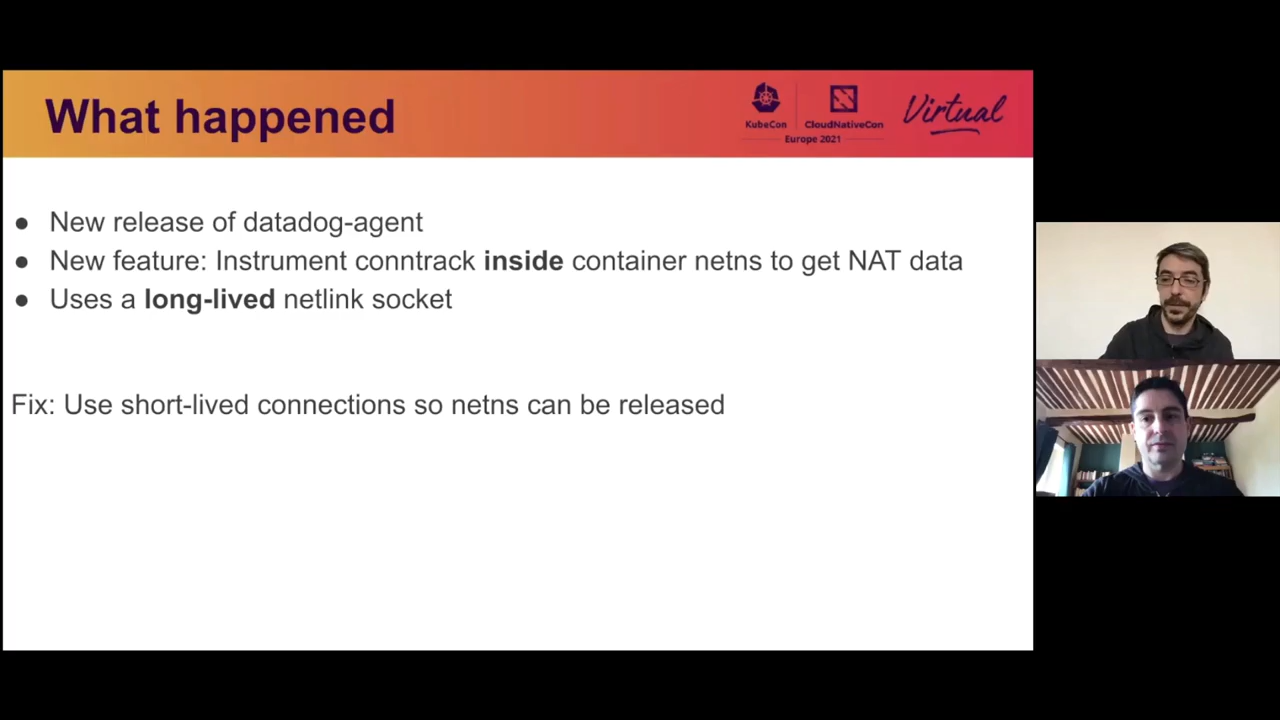 What happened
KubeCon
CloudNativeCon
Europe 2021
Virtual
● New release of datadog-agent
● New feature: Instrument conntrack inside container netns to get NAT data
● Uses a long-lived netlink socket
Fix: Use short-lived connections so netns can be released